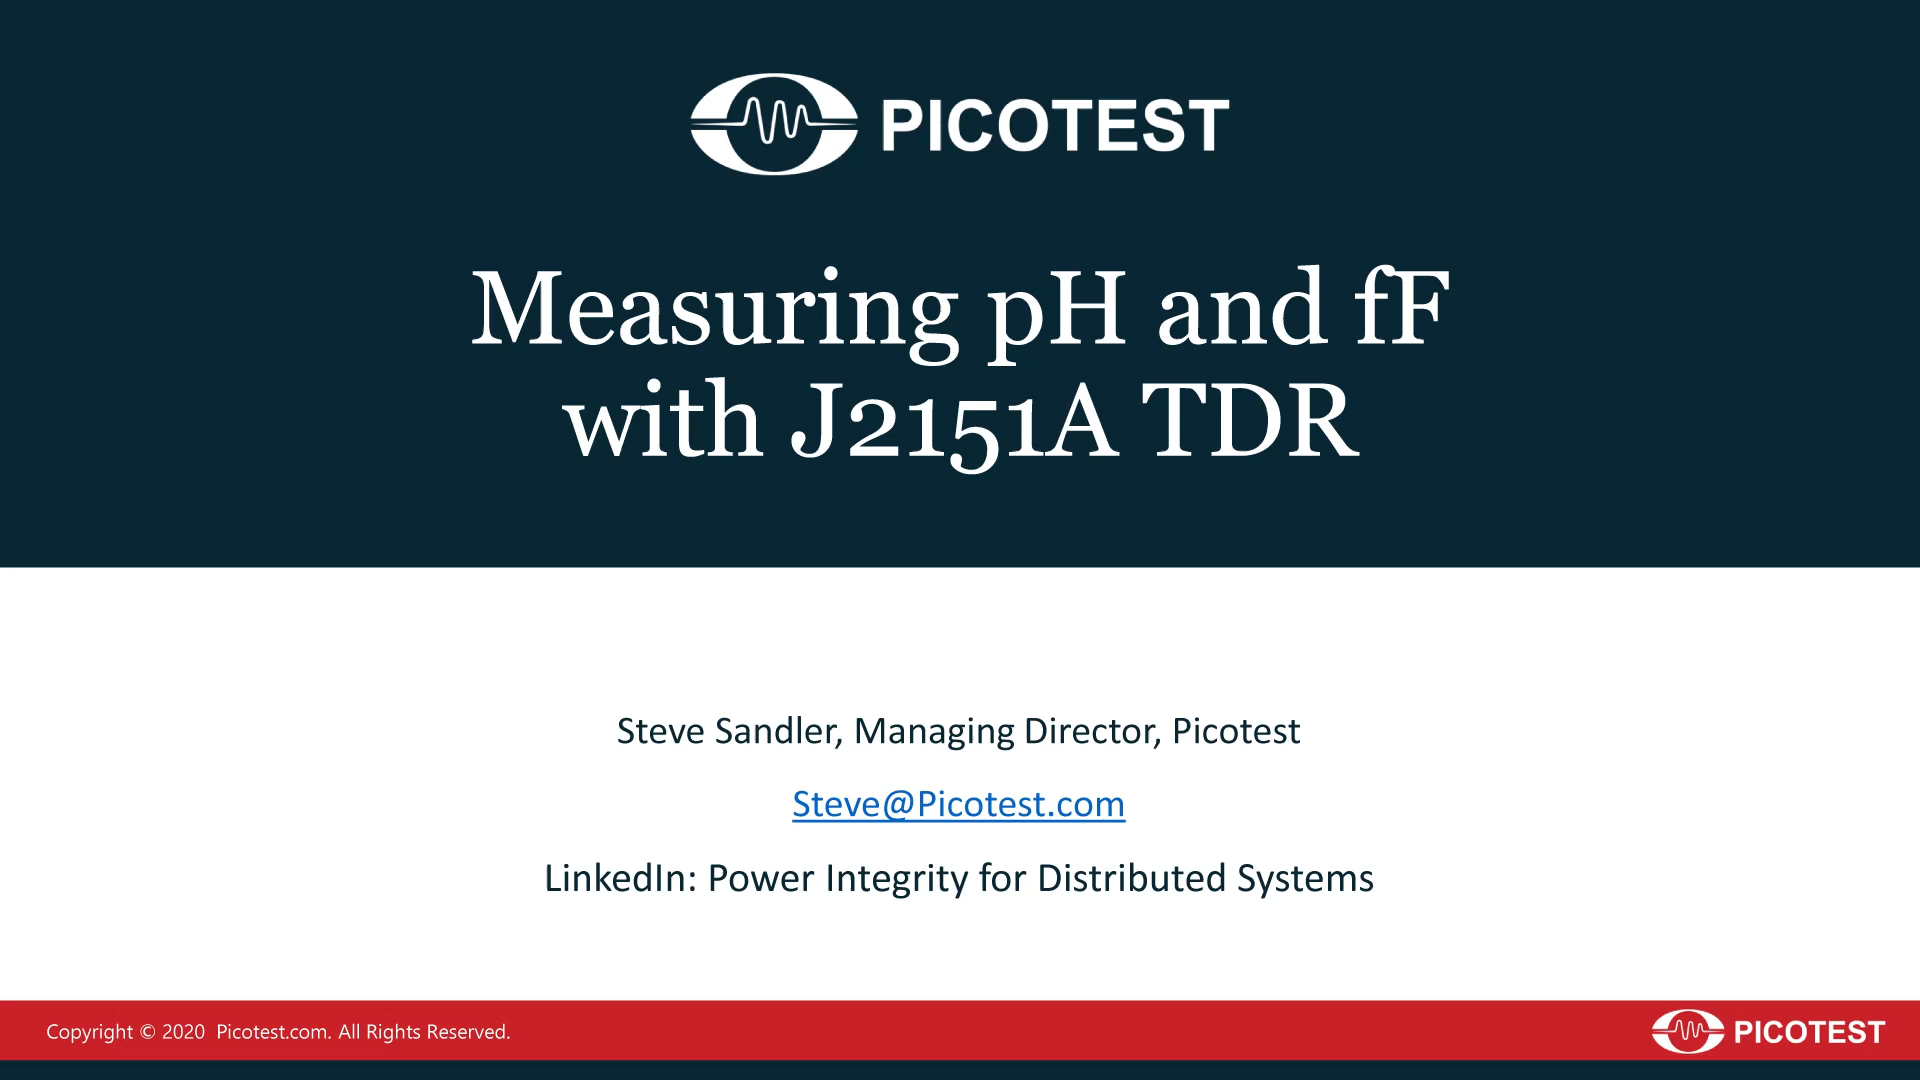 PICOTEST
Measuring pH and fF
with J2151A TDR
Steve Sandler, Managing Director, Picotest
Steve@Picotest.com
LinkedIn: Power Integrity for Distributed Systems
Copyright © 2020 Picotest.com. All Rights Reserved.
PICOTEST